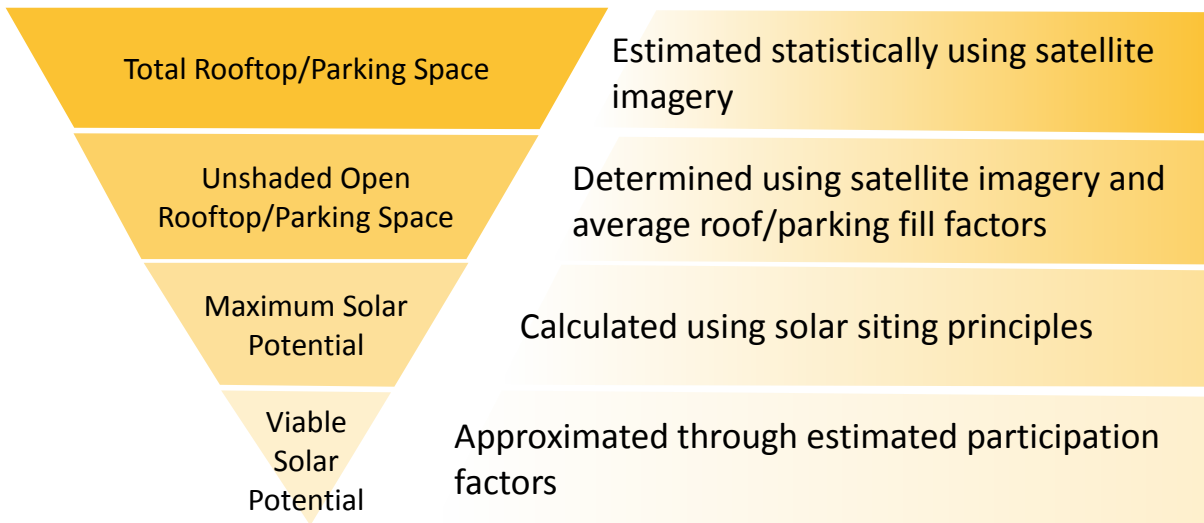 Total Rooftop/Parking Space
Estimated statistically using satellite
imagery
Unshaded Open
Rooftop/Parking Space
Determined using satellite imagery and
average roof/parking fill factors
Maximum Solar
Potential
Calculated using solar siting principles
Viable
Solar
Potential
Approximated through estimated participation
factors